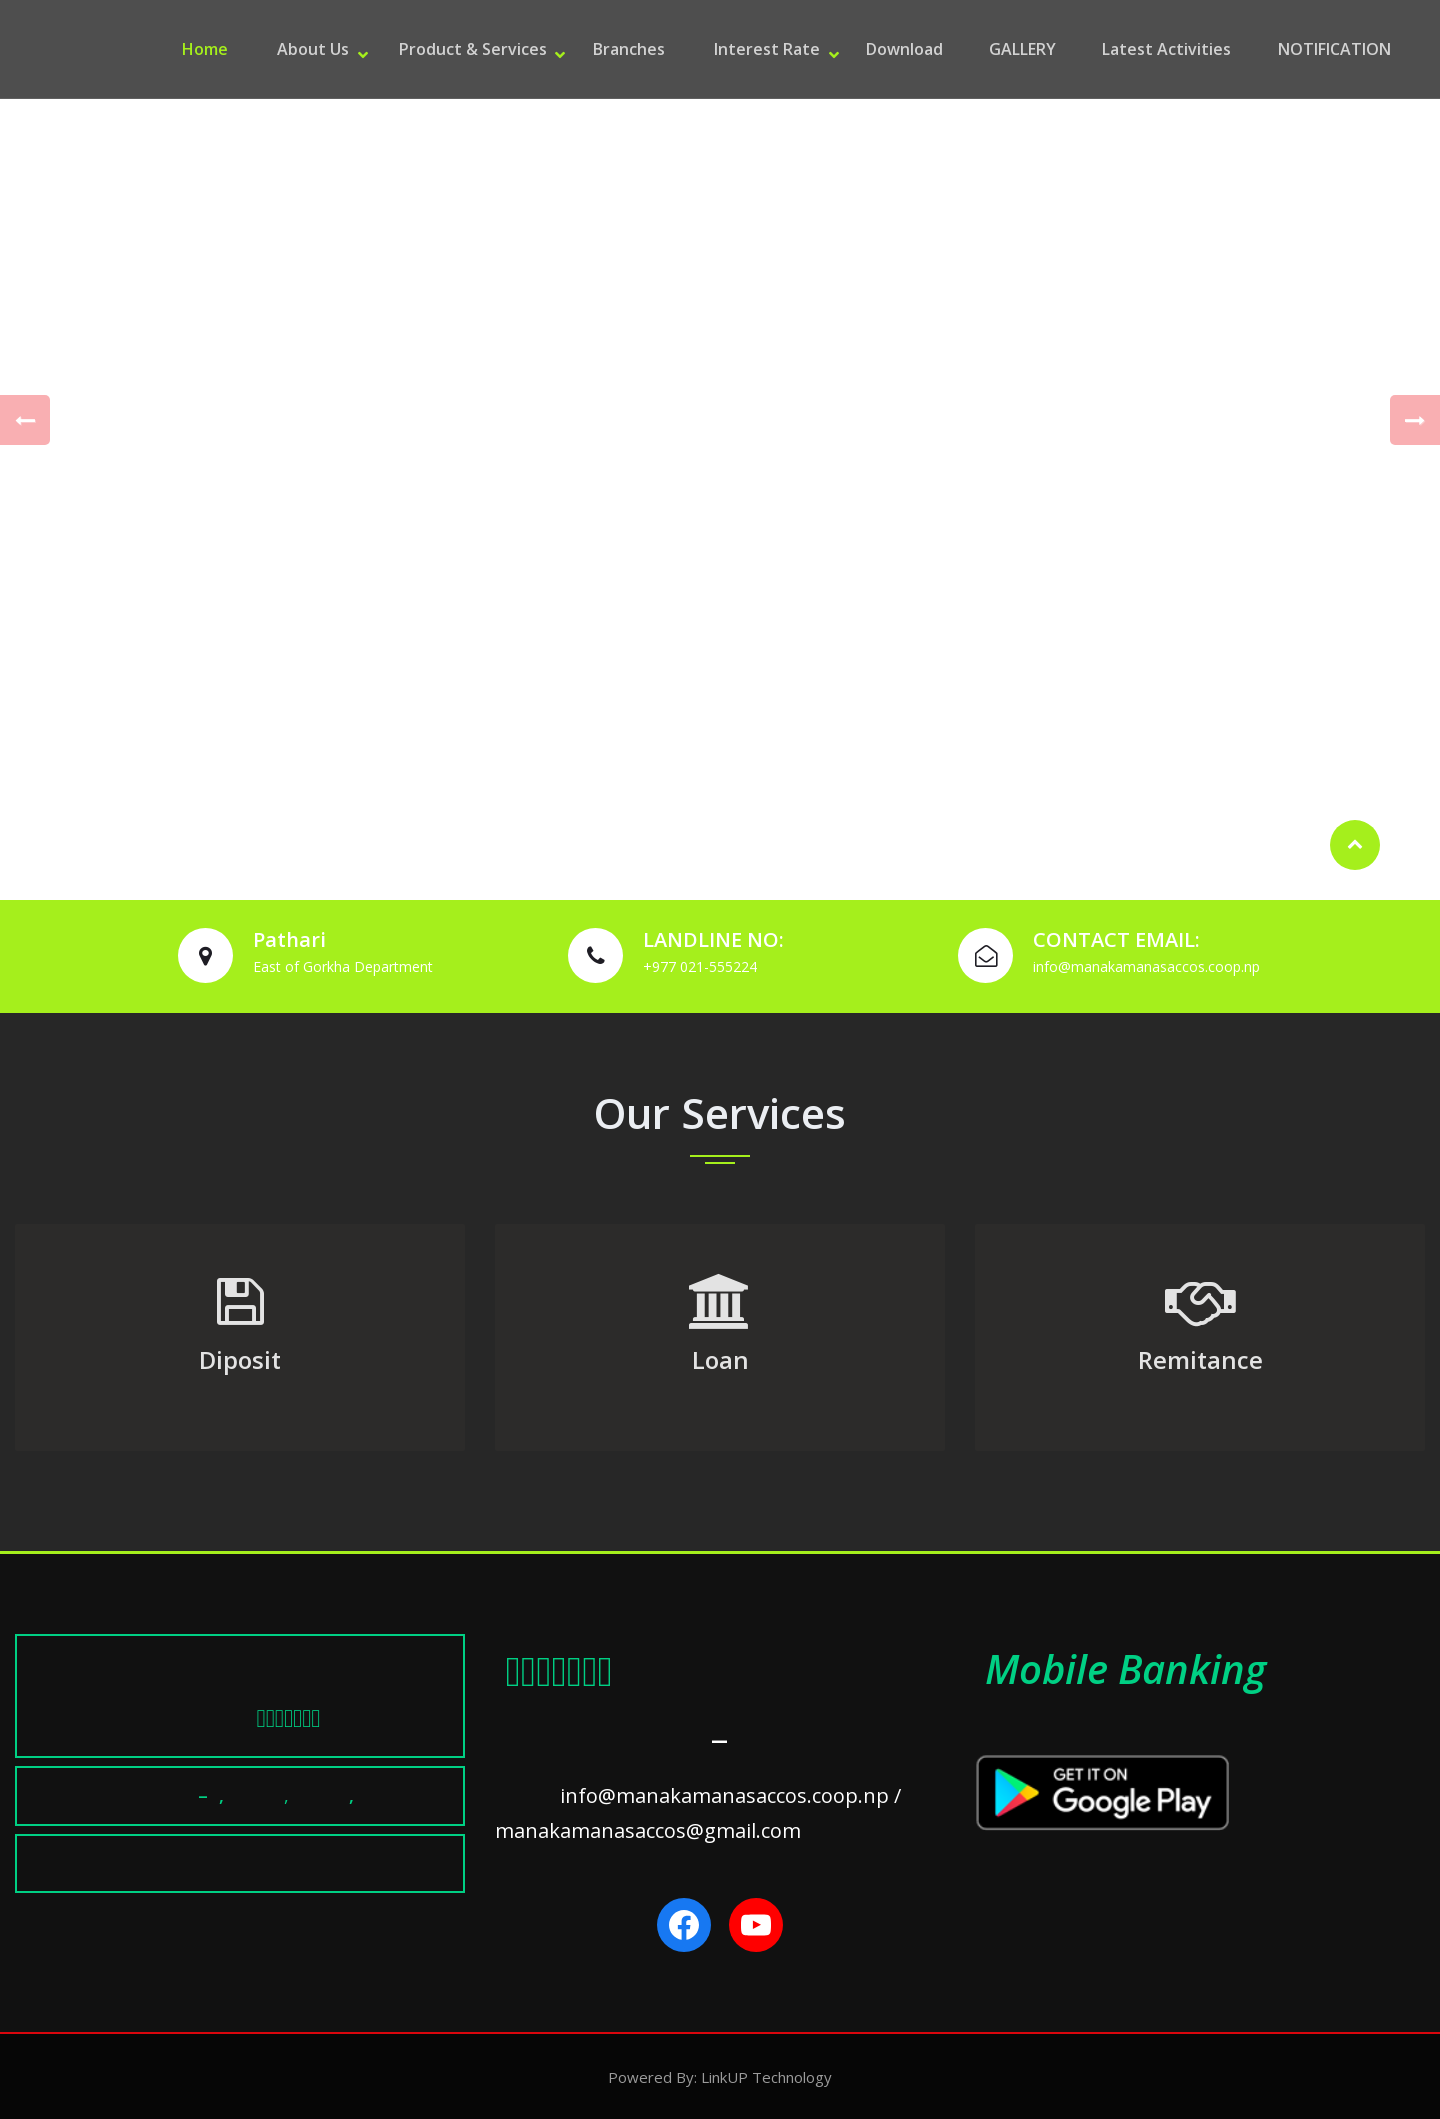 Home
About Us
Product & Services
Branches
Interest Rate
Download
GALLERY
Latest Activities
NOTIFICATION
Pathari
East of Gorkha Department
LANDLINE NO:
+977 021-555224
CONTACT EMAIL:
info@manakamanasaccos.coop.np
Our Services
Diposit
Loan
Remitance
– , , ,
–
info@manakamanasaccos.coop.np /
manakamanasaccos@gmail.com
Mobile Banking
GET IT ON
Google Play
Powered By: LinkUP Technology